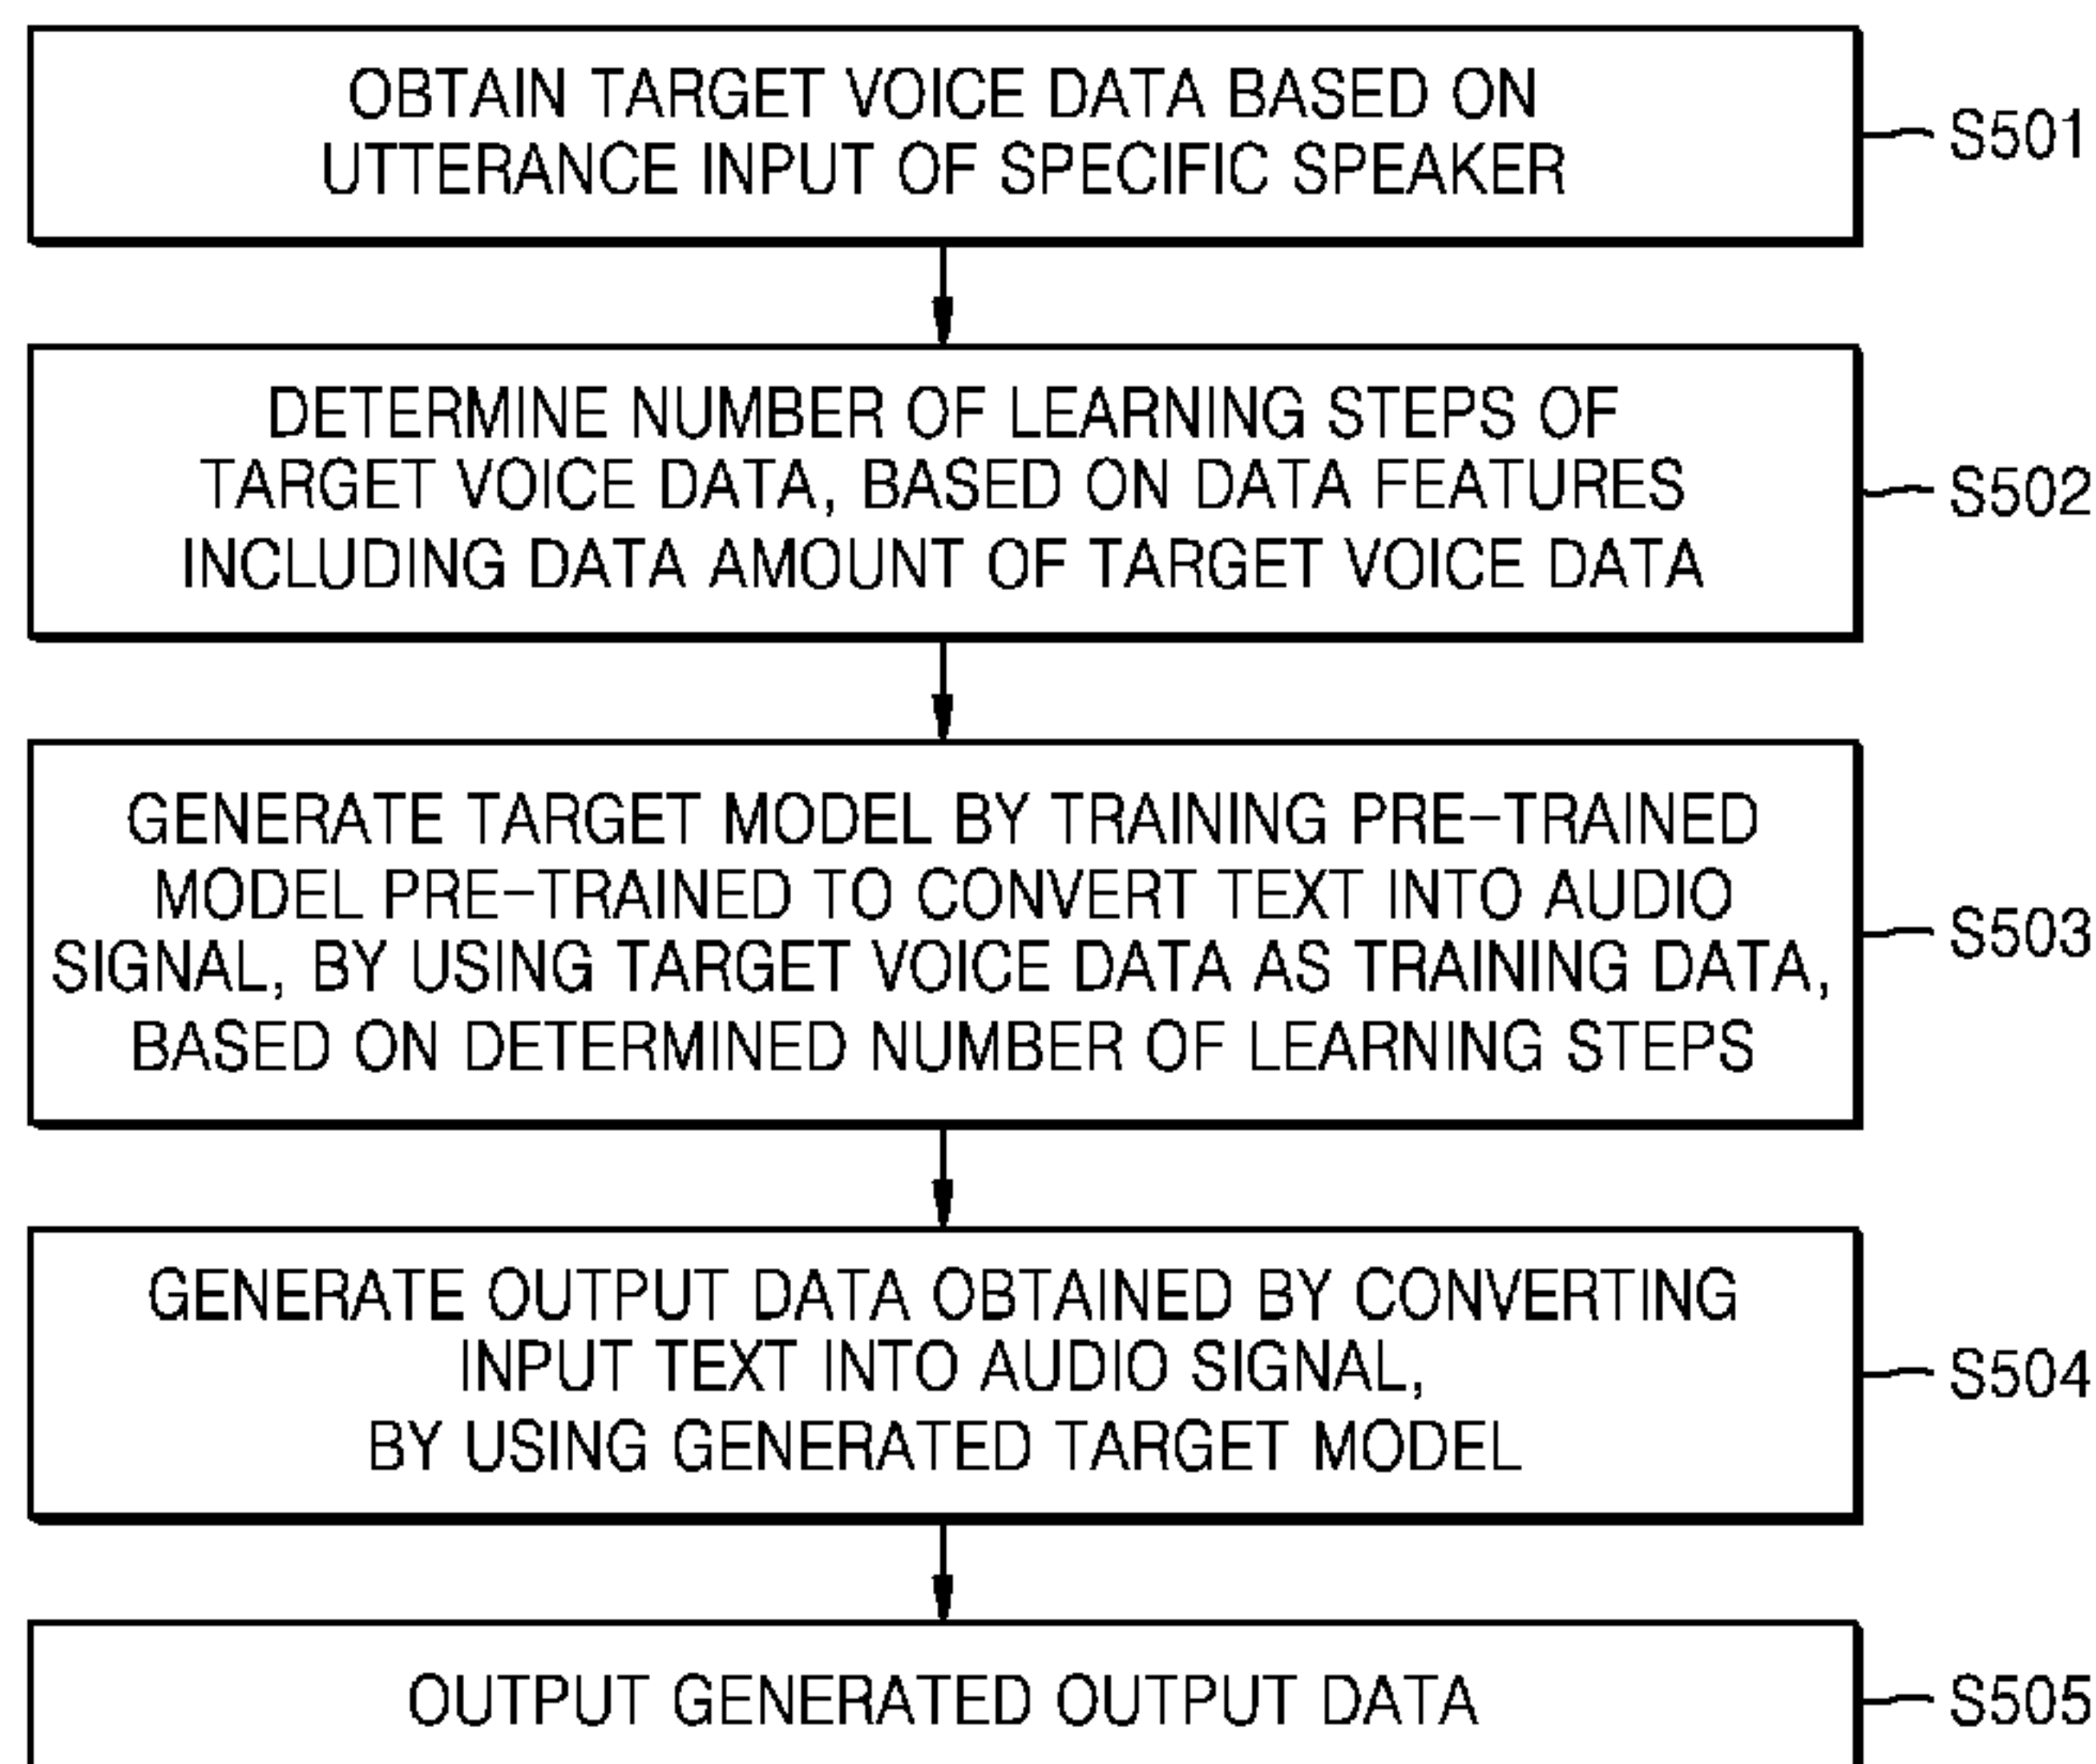 OBTAIN TARGET VOICE DATA BASED ON
UTTERANCE INPUT OF SPECIFIC SPEAKER
S501
DETERMINE NUMBER OF LEARNING STEPS OF
TARGET VOICE DATA, BASED ON DATA FEATURES
INCLUDING DATA AMOUNT OF TARGET VOICE DATA
S502
GENERATE TARGET MODEL BY TRAINING PRE-TRAINED
MODEL PRE-TRAINED TO CONVERT TEXT INTO AUDIO
SIGNAL, BY USING TARGET VOICE DATA AS TRAINING DATA,
BASED ON DETERMINED NUMBER OF LEARNING STEPS
S503
GENERATE OUTPUT DATA OBTAINED BY CONVERTING
INPUT TEXT INTO AUDIO SIGNAL,
BY USING GENERATED TARGET MODEL
S504
OUTPUT GENERATED OUTPUT DATA
S505